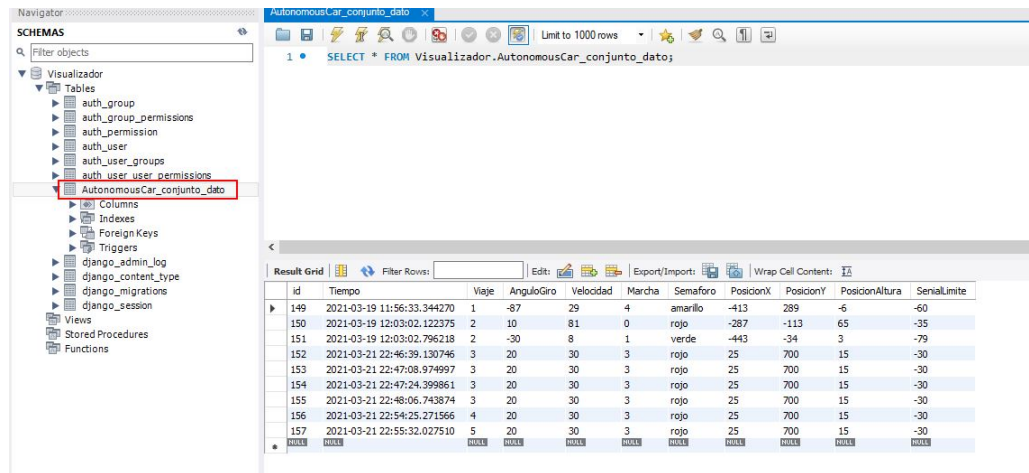 Navigator
SCHEMAS
Filter objects
Visualizador
Tables
auth_group
auth_group_permissions
auth_permission
auth_user
auth_user_groups
auth_user_user_permissions
AutonomousCar_conjunto_dato
Columns
Indexes
Foreign Keys
Triggers
django_admin_log
django_content_type
django_migrations
django_session
Views
Stored Procedures
Functions
AutonomousCar_conjunto_dato
Limit to 1000 rows
1 SELECT * FROM Visualizador.AutonomousCar_conjunto_dato;
Result Grid Filter Rows: Edit: Export/Import: Wrap Cell Content: IA
id Tiempo Viaje AnguloGiro Velocidad Marcha Semaforo PosicionX PosicionY PosicionAltura SenialLimite
149 2021-03-19 11:56:33.344270 1 -87 29 4 amarillo -413 289 -6 -60
150 2021-03-19 12:03:02.122375 2 10 81 0 rojo -287 -113 65 -35
151 2021-03-19 12:03:02.796218 2 -30 8 1 verde -443 -34 3 -79
152 2021-03-21 22:46:39.130746 3 20 30 3 rojo 25 700 15 -30
153 2021-03-21 22:47:08.974997 3 20 30 3 rojo 25 700 15 -30
154 2021-03-21 22:47:24.399861 3 20 30 3 rojo 25 700 15 -30
155 2021-03-21 22:48:06.743874 3 20 30 3 rojo 25 700 15 -30
156 2021-03-21 22:54:25.271566 4 20 30 3 rojo 25 700 15 -30
157 2021-03-21 22:55:32.027510 5 20 30 3 rojo 25 700 15 -30
NULL NULL NULL NULL NULL NULL NULL NULL NULL NULL NULL